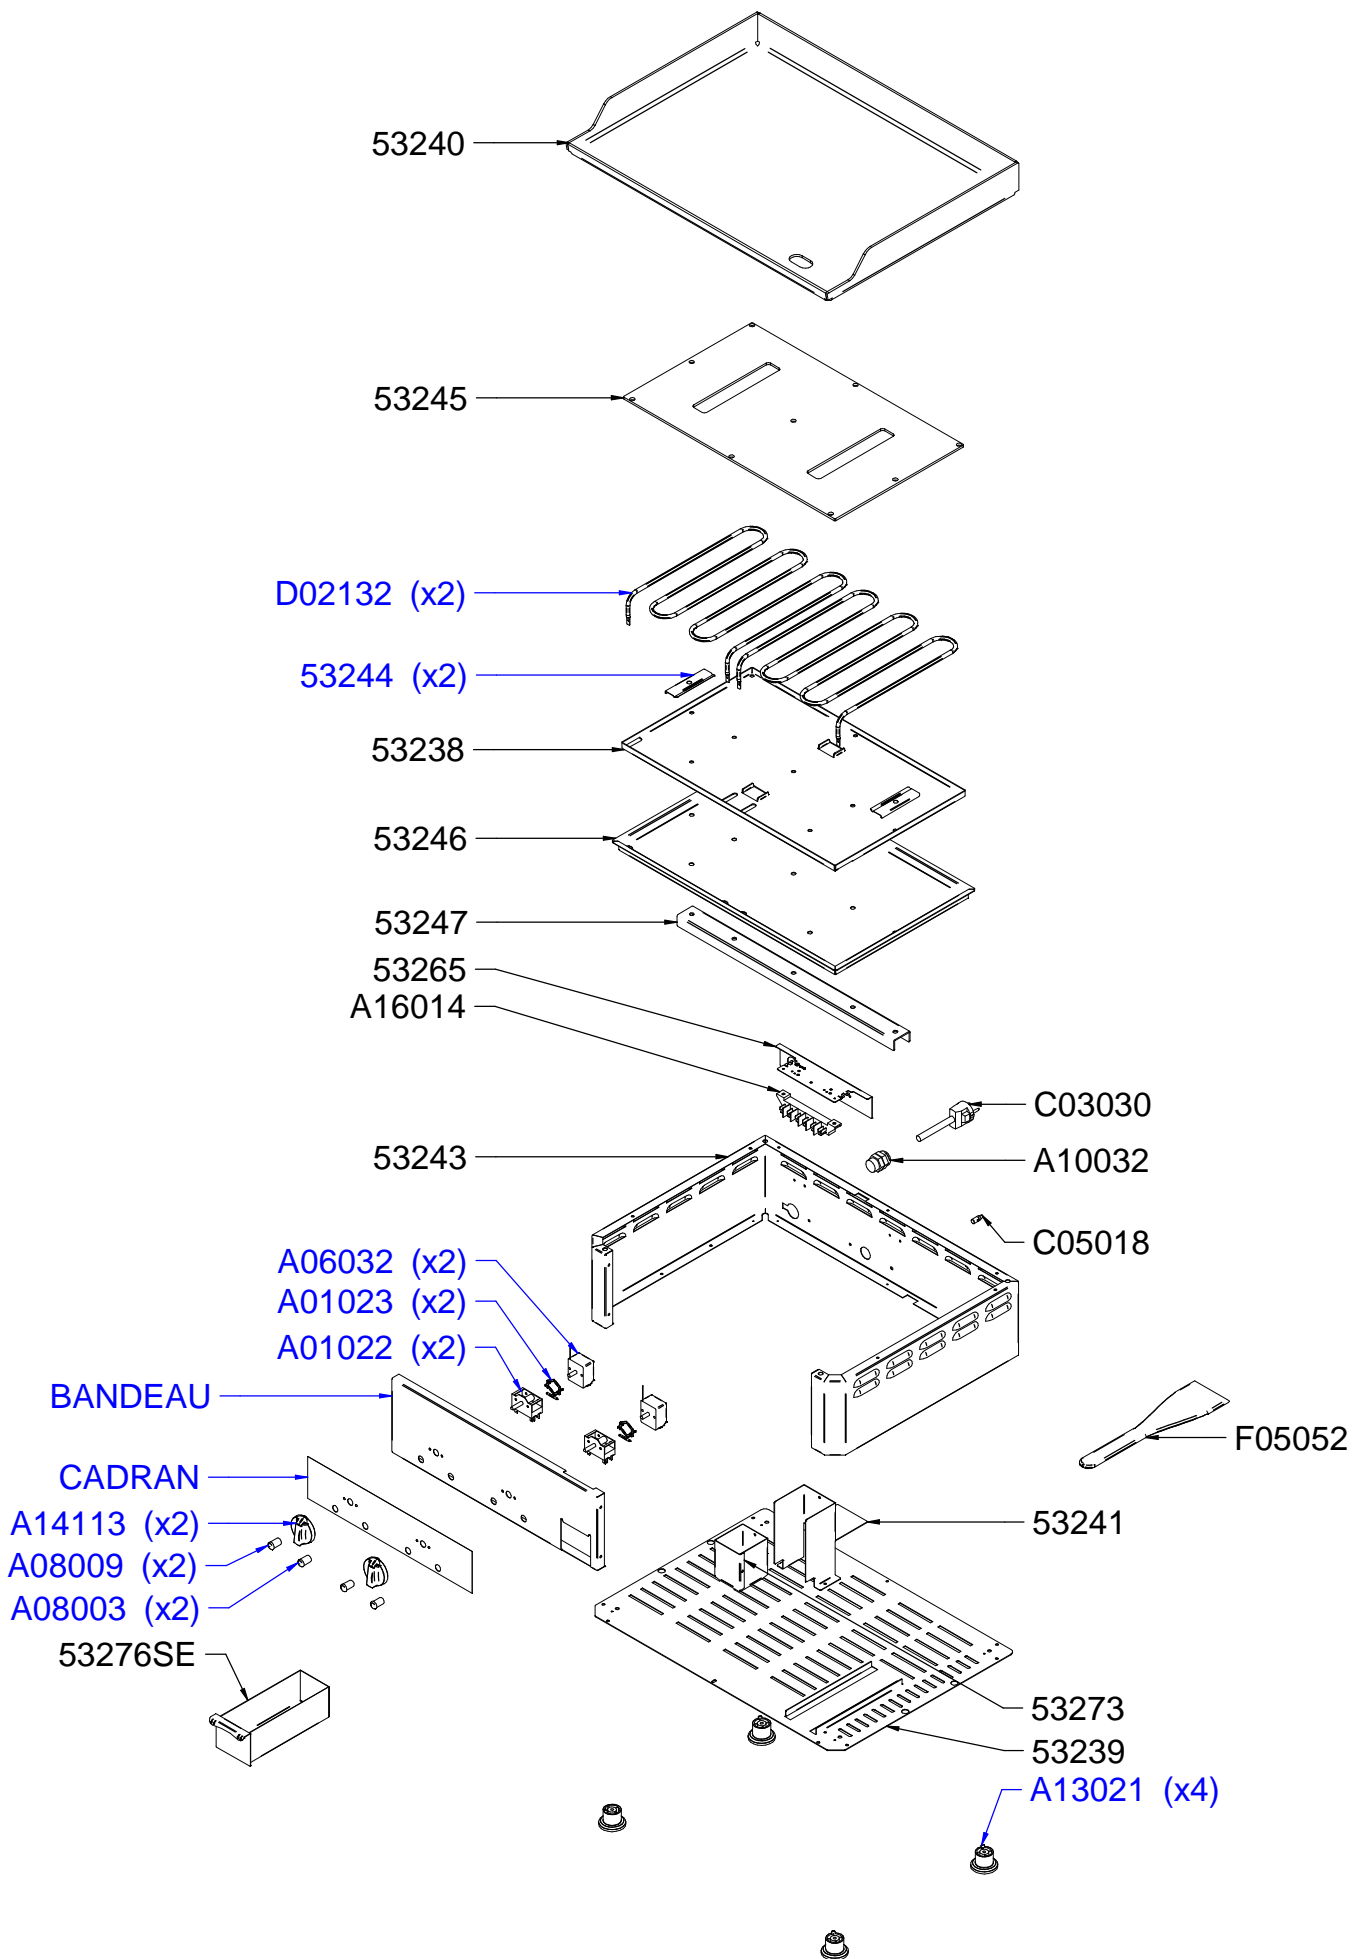 53240
53245
D02132 (x2)
53244 (x2)
53238
53246
53247
53265
A16014
C03030
53243
A10032
C05018
A06032 (x2)
A01023 (x2)
A01022 (x2)
BANDEAU
F05052
CADRAN
A14113 (x2)
53241
A08009 (x2)
A08003 (x2)
53276SE
53273
53239
A13021 (x4)